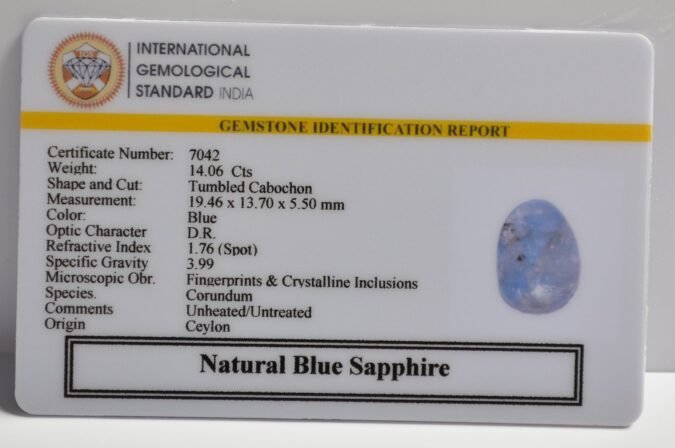 INTERNATIONAL
GEMOLOGICAL
STANDARD INDIA
GEMSTONE IDENTIFICATION REPORT
Certificate Number: 7042
Weight: 14.06 Cts
Shape and Cut: Tumbled Cabochon
Measurement: 19.46 x 13.70 x 5.50 mm
Color: Blue
Optic Character D.R.
Refractive Index 1.76 (Spot)
Specific Gravity 3.99
Microscopic Obr. Fingerprints & Crystalline Inclusions
Species. Corundum
Comments Unheated/Untreated
Origin Ceylon
Natural Blue Sapphire